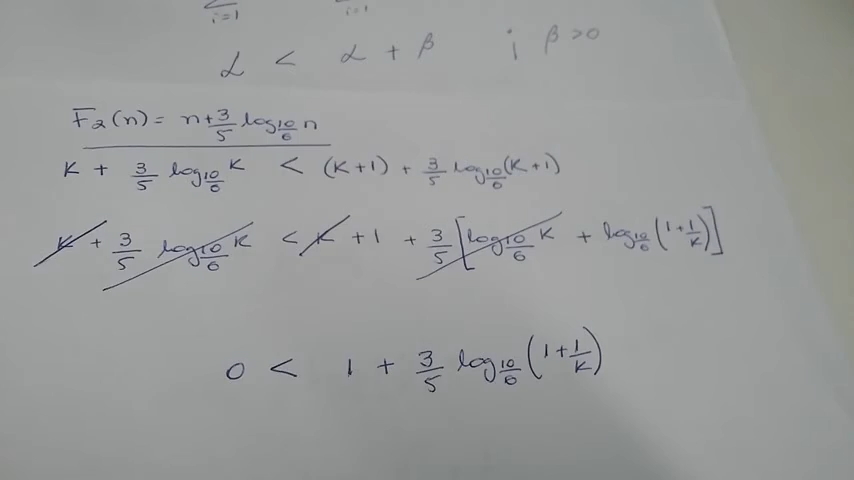 i=1 i=1
α < α + β ; β>0
F₂(n) = n + 3/5 log_{10/6} n
K + 3/5 log_{10/6} K < (K+1) + 3/5 log_{10/6} (K+1)
K + 3/5 log_{10/6} K < K + 1 + 3/5 [log_{10/6} K + log_{10/6} (1+1/K)]
0 < 1 + 3/5 log_{10/6} (1+1/K)